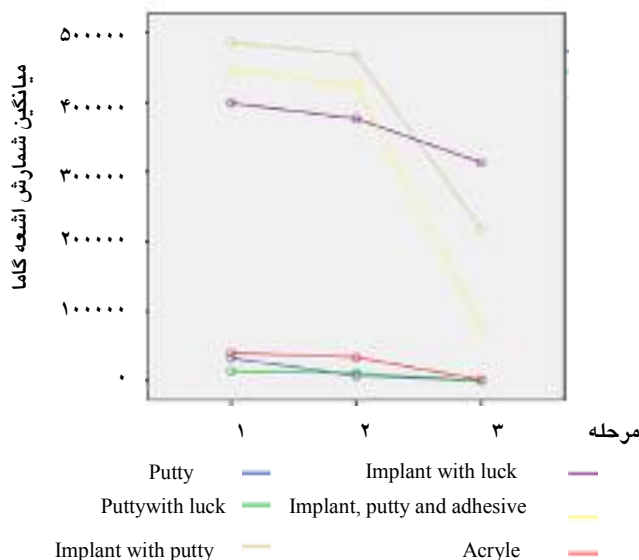 میانگین شمارش اشعه گاما
۵۰۰۰۰۰
۴۰۰۰۰۰
۳۰۰۰۰۰
۲۰۰۰۰۰
۱۰۰۰۰۰
۰
۱ ۲ ۳ مرحله
Putty Implant with luck
Puttywith luck Implant, putty and adhesive
Implant with putty Acryle